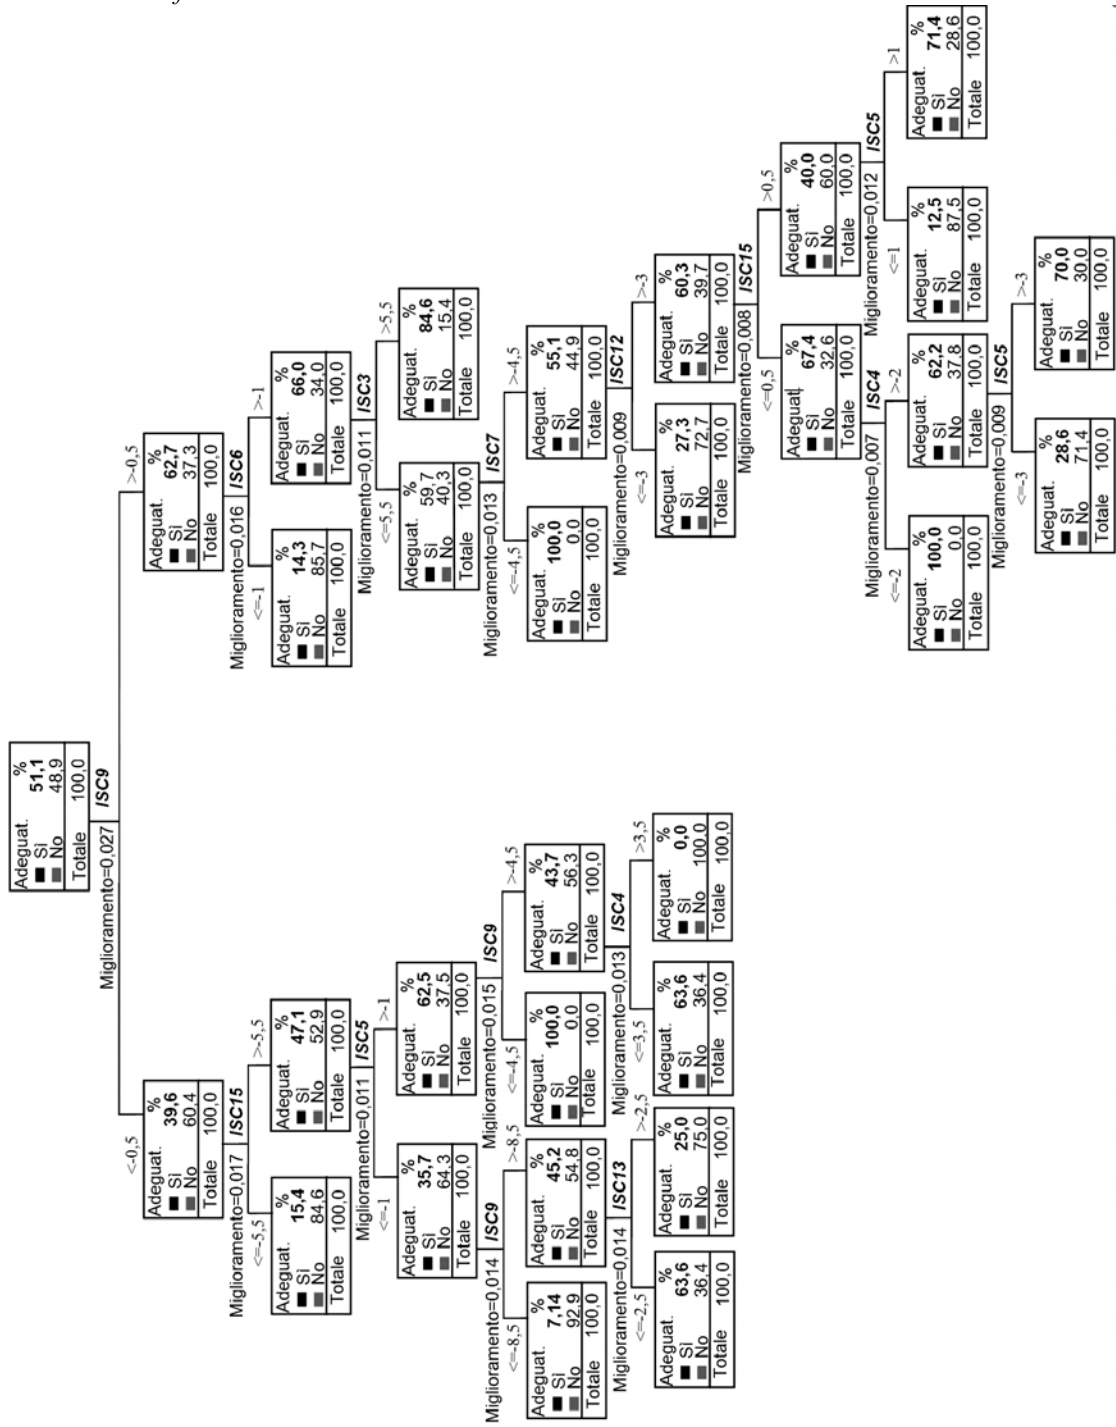 Adeguat. %
Sì 51,1
No 48,9
Totale 100,0
Miglioramento=0,027
ISC9
<-0,5
Adeguat. %
Sì 39,6
No 60,4
Totale 100,0
Miglioramento=0,017
ISC15
>-0,5
Adeguat. %
Sì 62,7
No 37,3
Totale 100,0
Miglioramento=0,016
ISC6
<=-5,5
Adeguat. %
Sì 15,4
No 84,6
Totale 100,0
>-5,5
Adeguat. %
Sì 47,1
No 52,9
Totale 100,0
Miglioramento=0,011
ISC5
<=-1
Adeguat. %
Sì 14,3
No 85,7
Totale 100,0
>-1
Adeguat. %
Sì 66,0
No 34,0
Totale 100,0
Miglioramento=0,011
ISC3
<=-1
Adeguat. %
Sì 35,7
No 64,3
Totale 100,0
Miglioramento=0,014
ISC9
>-1
Adeguat. %
Sì 62,5
No 37,5
Totale 100,0
Miglioramento=0,015
ISC9
<=5,5
Adeguat. %
Sì 59,7
No 40,3
Totale 100,0
Miglioramento=0,013
ISC7
>5,5
Adeguat. %
Sì 84,6
No 15,4
Totale 100,0
<=-8,5
Adeguat. %
Sì 7,14
No 92,9
Totale 100,0
>-8,5
Adeguat. %
Sì 45,2
No 54,8
Totale 100,0
Miglioramento=0,014
ISC13
<=-4,5
Adeguat. %
Sì 100,0
No 0,0
Totale 100,0
>-4,5
Adeguat. %
Sì 43,7
No 56,3
Totale 100,0
Miglioramento=0,013
ISC4
<=-4,5
Adeguat. %
Sì 100,0
No 0,0
Totale 100,0
>-4,5
Adeguat. %
Sì 55,1
No 44,9
Totale 100,0
Miglioramento=0,009
ISC12
<=-2,5
Adeguat. %
Sì 63,6
No 36,4
Totale 100,0
>-2,5
Adeguat. %
Sì 25,0
No 75,0
Totale 100,0
<=3,5
Adeguat. %
Sì 63,6
No 36,4
Totale 100,0
>3,5
Adeguat. %
Sì 0,0
No 100,0
Totale 100,0
<=-3
Adeguat. %
Sì 27,3
No 72,7
Totale 100,0
>-3
Adeguat. %
Sì 60,3
No 39,7
Totale 100,0
Miglioramento=0,008
ISC15
<=0,5
Adeguat. %
Sì 67,4
No 32,6
Totale 100,0
Miglioramento=0,007
ISC4
>0,5
Adeguat. %
Sì 40,0
No 60,0
Totale 100,0
Miglioramento=0,012
ISC5
<=-2
Adeguat. %
Sì 100,0
No 0,0
Totale 100,0
>-2
Adeguat. %
Sì 62,2
No 37,8
Totale 100,0
Miglioramento=0,009
ISC5
<=1
Adeguat. %
Sì 12,5
No 87,5
Totale 100,0
>1
Adeguat. %
Sì 71,4
No 28,6
Totale 100,0
<=-3
Adeguat. %
Sì 28,6
No 71,4
Totale 100,0
>-3
Adeguat. %
Sì 70,0
No 30,0
Totale 100,0